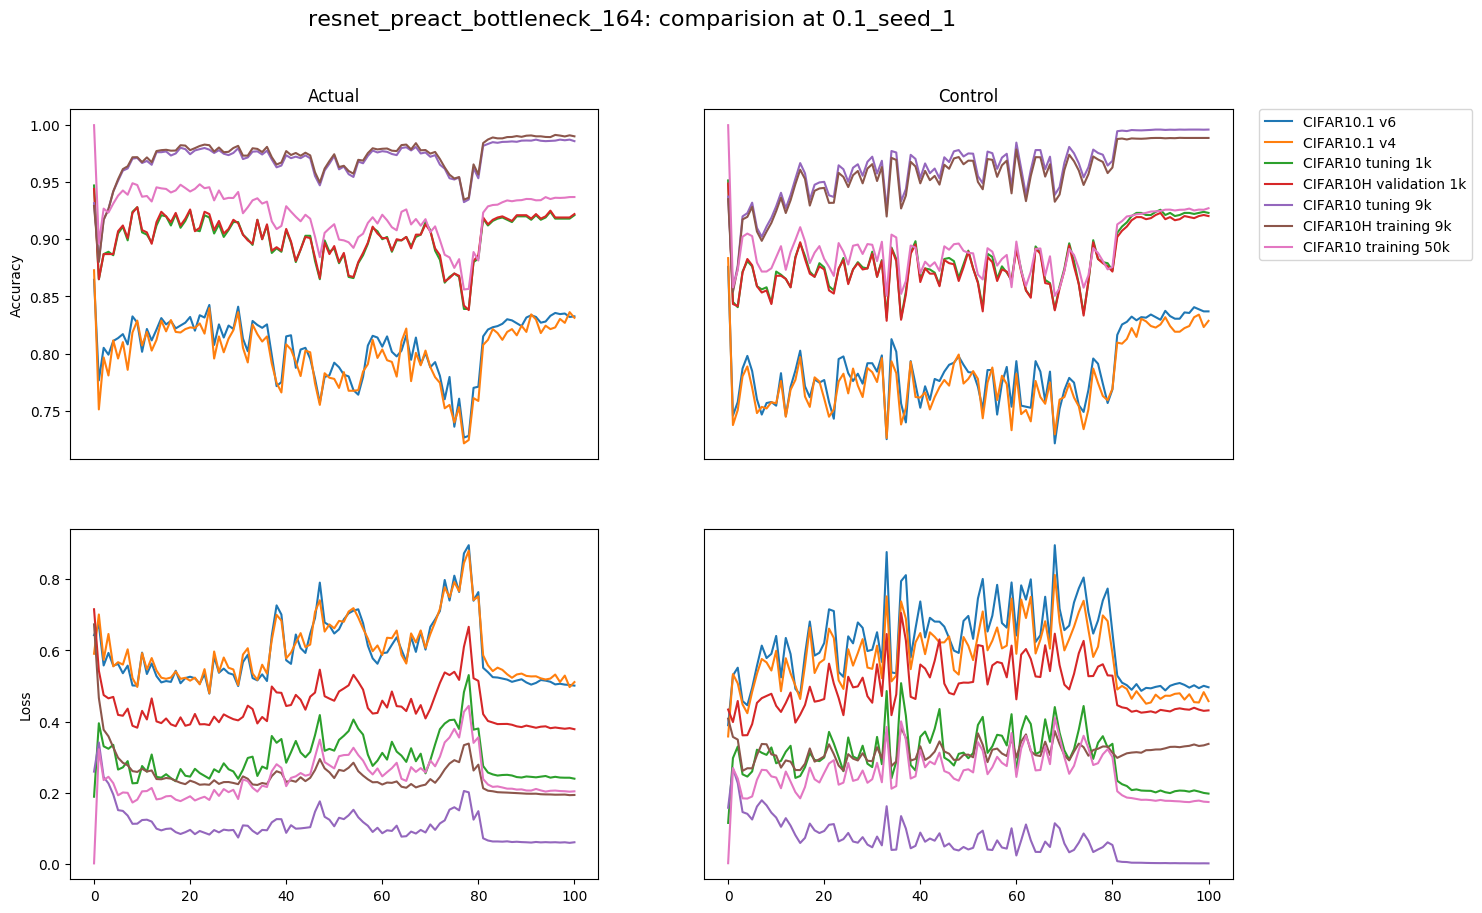 resnet_preact_bottleneck_164: comparision at 0.1_seed_1
Actual
Control
CIFAR10.1 v6
CIFAR10.1 v4
CIFAR10 tuning 1k
CIFAR10H validation 1k
CIFAR10 tuning 9k
CIFAR10H training 9k
CIFAR10 training 50k
Accuracy
1.00
0.95
0.90
0.85
0.80
0.75
Loss
0.8
0.6
0.4
0.2
0.0
0 20 40 60 80 100
0 20 40 60 80 100